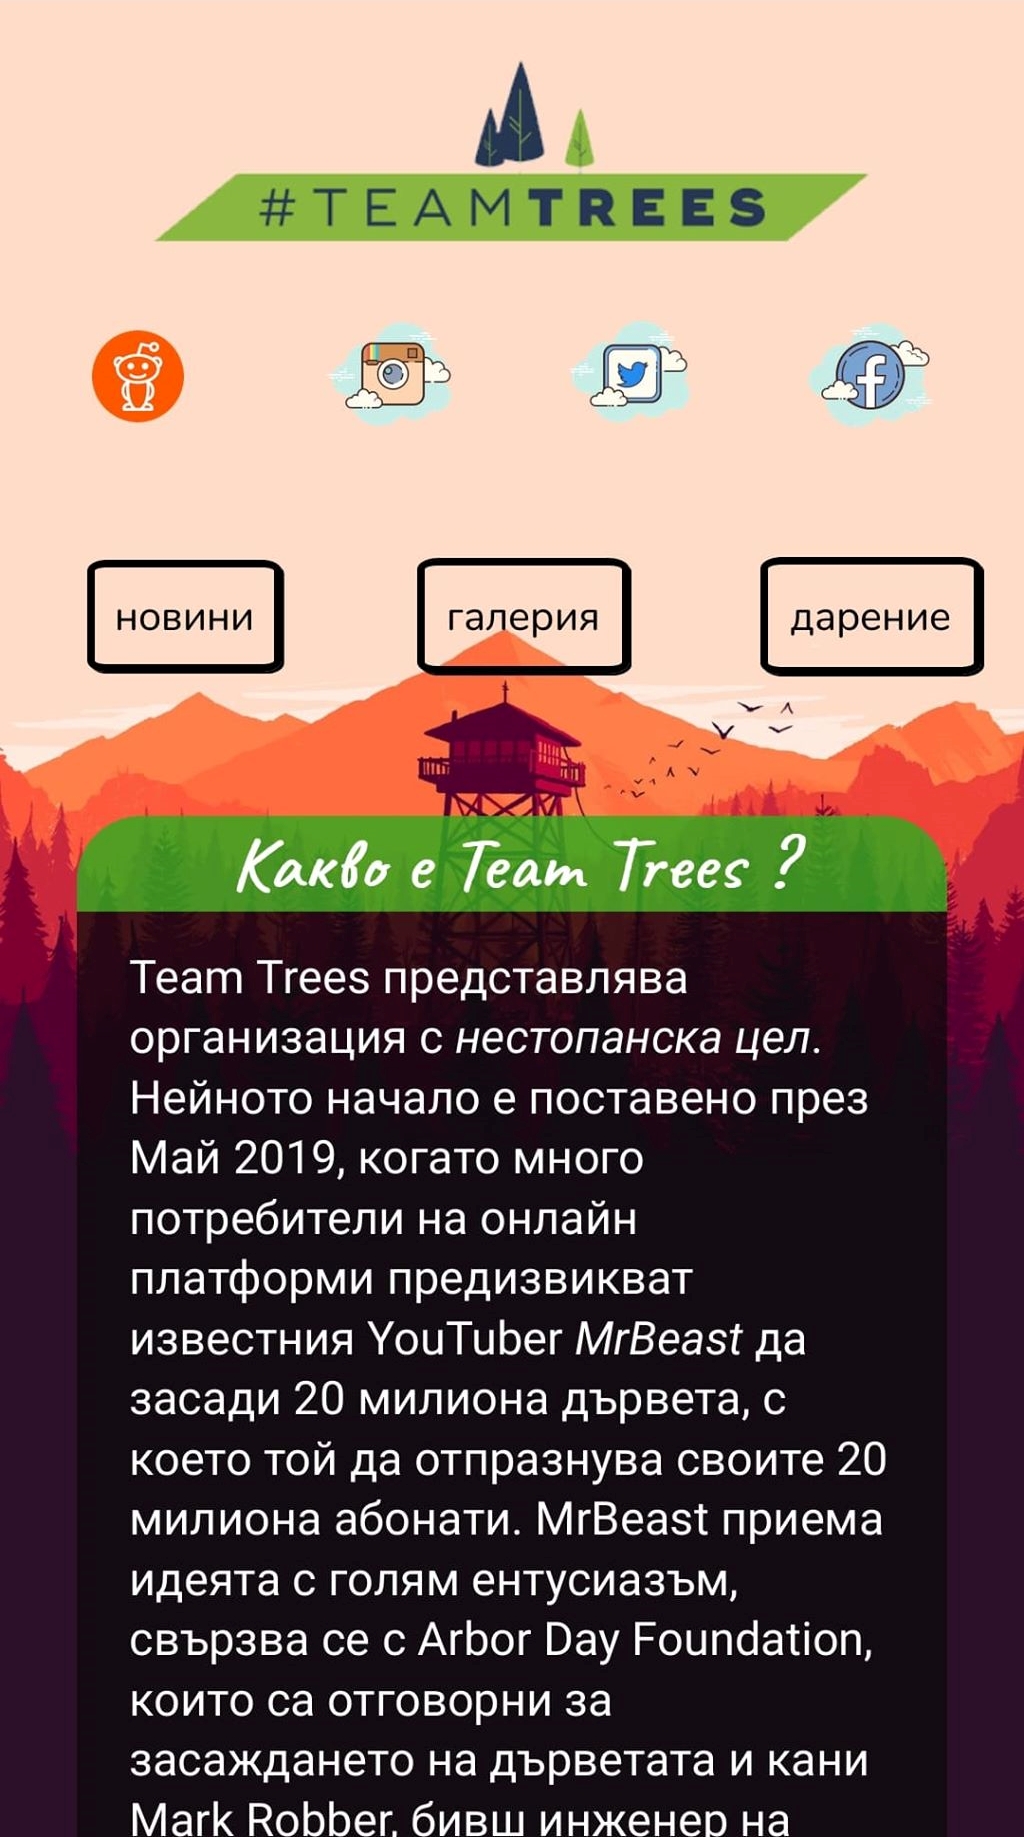 #TEAMTREES
новини
галерия
дарение
Какво е Team Trees ?
Team Trees представлява
организация с нестопанска цел.
Нейното начало е поставено през
Май 2019, когато много
потребители на онлайн
платформи предизвикват
известния YouTuber MrBeast да
засади 20 милиона дървета, с
което той да отпразнува своите 20
милиона абонати. MrBeast приема
идеята с голям ентусиазъм,
свързва се с Arbor Day Foundation,
които са отговорни за
засаждането на дърветата и кани
Mark Robber, бивш инженер на